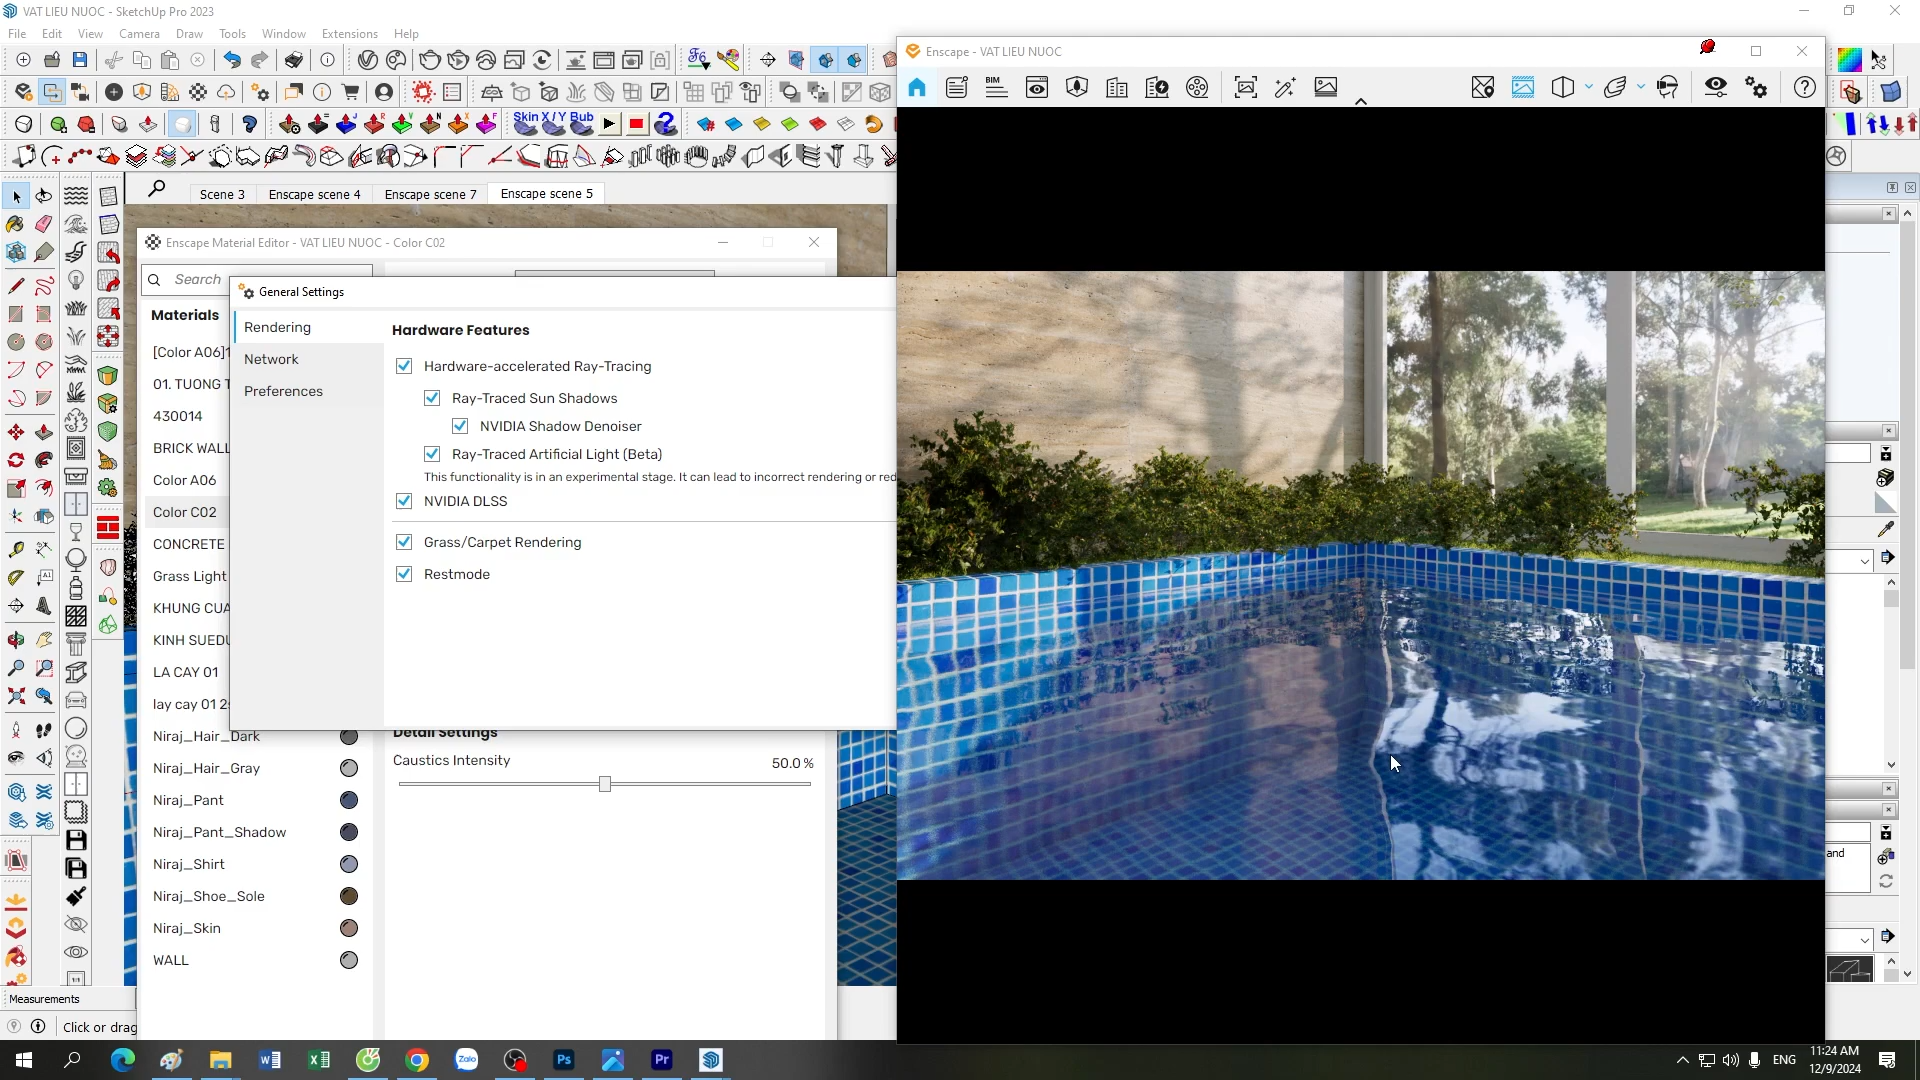 VAT LIEU NUOC - SketchUp Pro 2023
File Edit View Camera Draw Tools Window Extensions Help
Enscape - VAT LIEU NUOC
BIM
Skin X / Y Bub
Scene 3 Enscape scene 4 Enscape scene 7 Enscape scene 5
Enscape Material Editor - VAT LIEU NUOC - Color C02
Search
Materials
[Color A06]1
01. TUONG T
430014
BRICK WALL
Color A06
Color C02
CONCRETE
Grass Light
KHUNG CUA
KINH SUEDU
LA CAY 01
lay cay 01 2
Niraj_Hair_Dark
Niraj_Hair_Gray
Niraj_Pant
Niraj_Pant_Shadow
Niraj_Shirt
Niraj_Shoe_Sole
Niraj_Skin
WALL
General Settings
Rendering
Network
Preferences
Hardware Features
Hardware-accelerated Ray-Tracing
Ray-Traced Sun Shadows
NVIDIA Shadow Denoiser
Ray-Traced Artificial Light (Beta)
This functionality is in an experimental stage. It can lead to incorrect rendering or red
NVIDIA DLSS
Grass/Carpet Rendering
Restmode
Detail Settings
Caustics Intensity 50.0 %
and
Measurements
Click or drag
Zalo
Ps
Pr
ENG
11:24 AM
12/9/2024